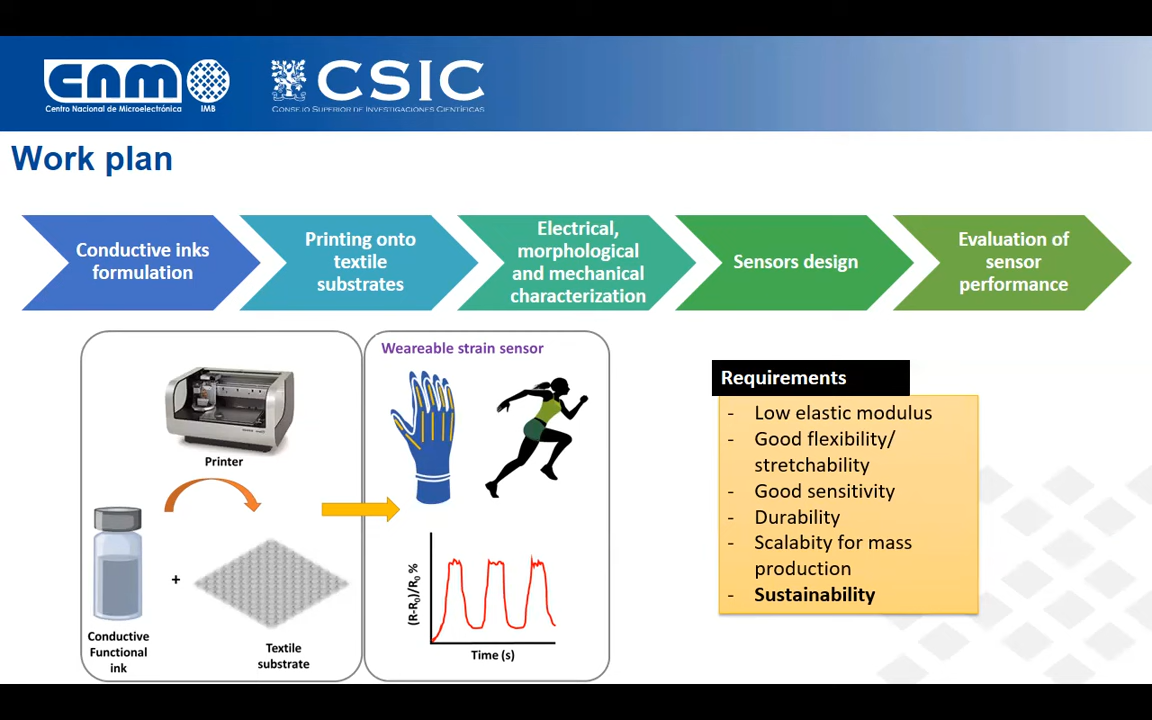 cnm
Centro Nacional de Microelectrónica
IMB
CSIC
CONSEJO SUPERIOR DE INVESTIGACIONES CIENTÍFICAS
Work plan
Conductive inks
formulation
Printing onto
textile
substrates
Electrical,
morphological
and mechanical
characterization
Sensors design
Evaluation of
sensor
performance
Printer
Conductive
Functional
ink
+
Textile
substrate
Weareable strain sensor
(R-R₀)/R₀ %
Time (s)
Requirements
- Low elastic modulus
- Good flexibility/
stretchability
- Good sensitivity
- Durability
- Scalabity for mass
production
- Sustainability